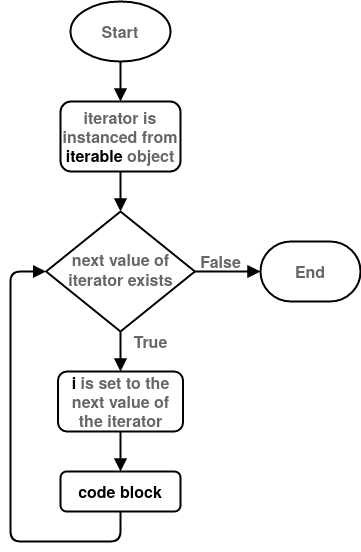 Start
iterator is
instanced from
iterable object
next value of
iterator exists
False
End
True
i is set to the
next value of
the iterator
code block